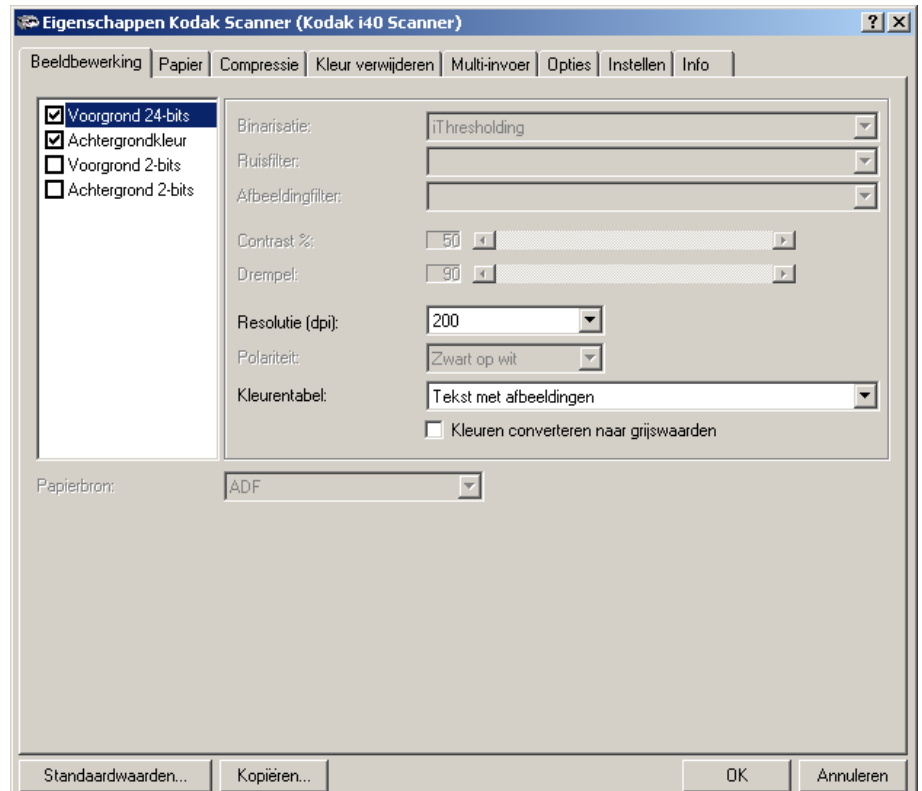 Eigenschappen Kodak Scanner (Kodak i40 Scanner)
Beeldbewerking Papier Compressie Kleur verwijderen Multi-invoer Opties Instellen Info
Voorgrond 24-bits
Achtergrondkleur
Voorgrond 2-bits
Achtergrond 2-bits
Binarisatie: iThresholding
Ruisfilter:
Afbeeldingfilter:
Contrast %: 50
Drempel: 90
Resolutie (dpi): 200
Polariteit: Zwart op wit
Kleurentabel: Tekst met afbeeldingen
Kleuren converteren naar grijswaarden
Papierbron: ADF
Standaardwaarden... Kopiëren... OK Annuleren